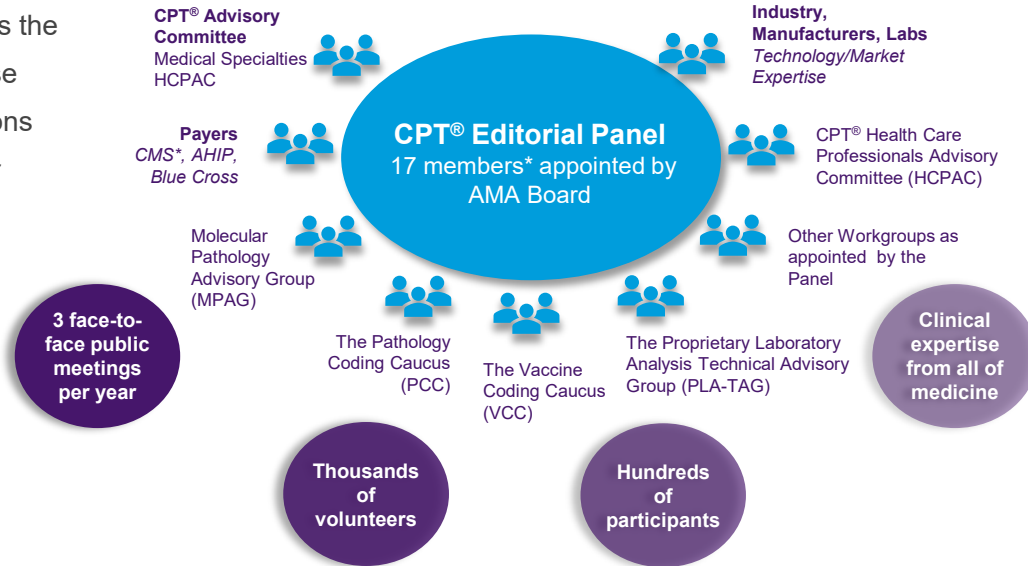 s the
se
ons
CPT® Advisory
Committee
Medical Specialties
HCPAC
Industry,
Manufacturers, Labs
Technology/Market
Expertise
CPT® Editorial Panel
17 members* appointed by
AMA Board
Payers
CMS*, AHIP,
Blue Cross
CPT® Health Care
Professionals Advisory
Committee (HCPAC)
Molecular
Pathology
Advisory Group
(MPAG)
Other Workgroups as
appointed by the
Panel
The Pathology
Coding Caucus
(PCC)
The Vaccine
Coding Caucus
(VCC)
The Proprietary Laboratory
Analysis Technical Advisory
Group (PLA-TAG)
3 face-to-
face public
meetings
per year
Clinical
expertise
from all of
medicine
Thousands
of
volunteers
Hundreds
of
participants